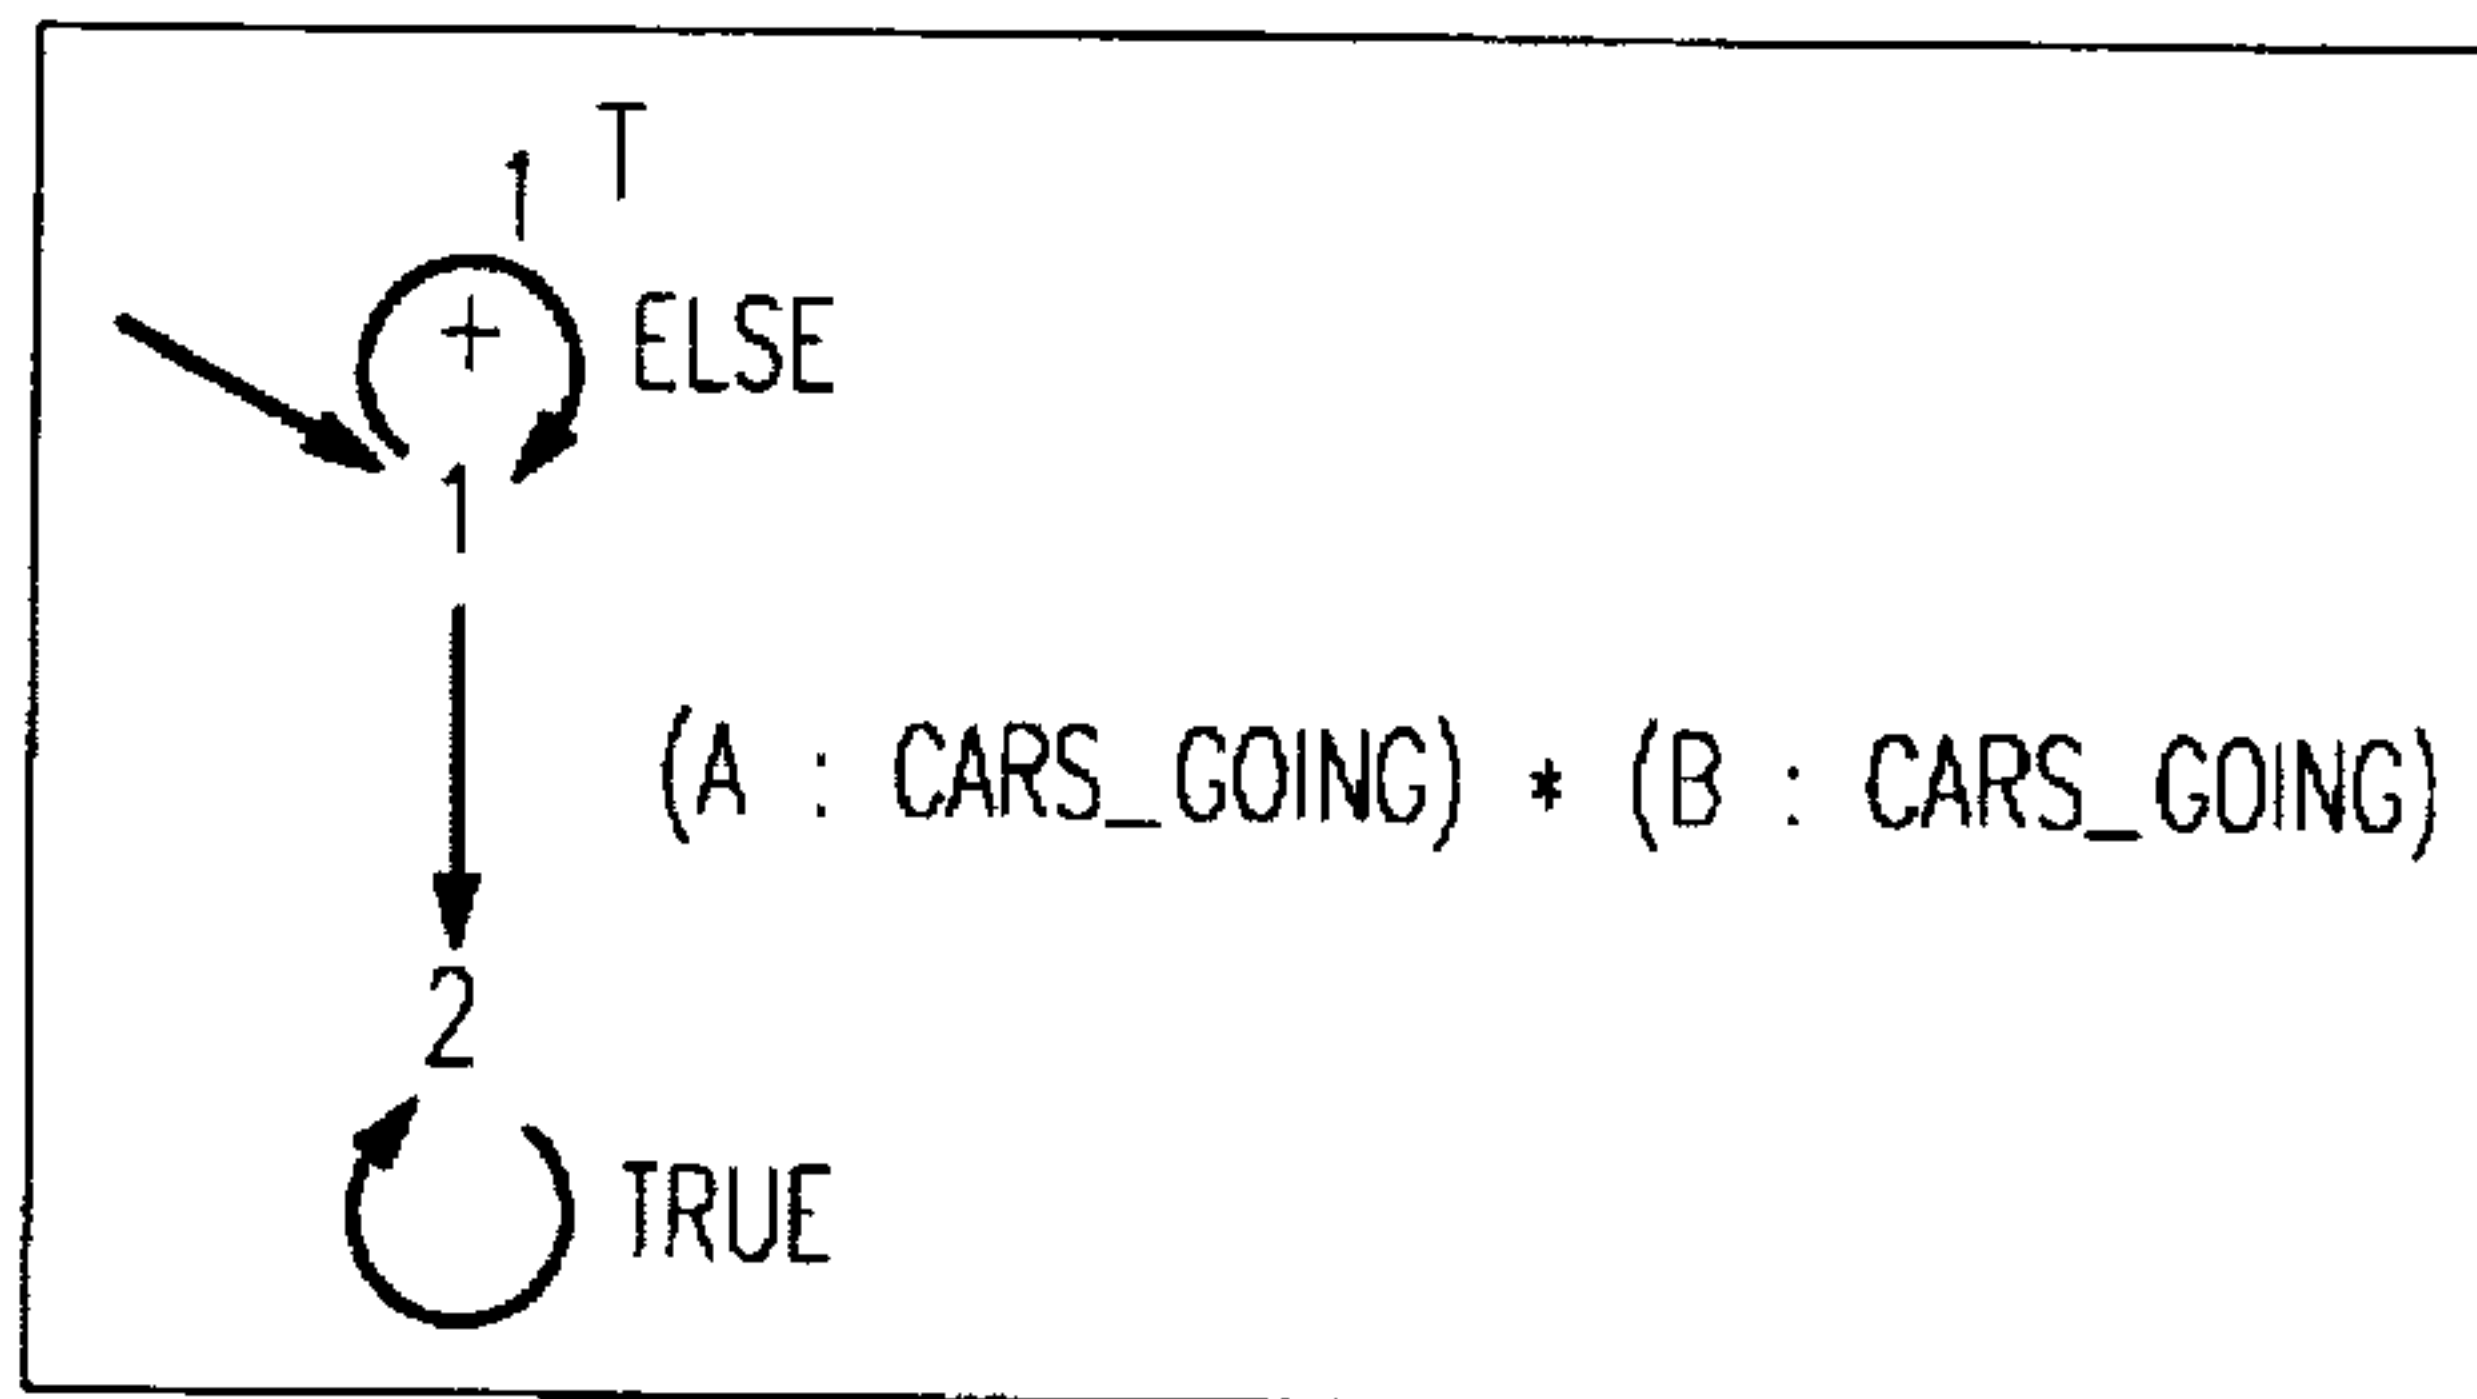 1 T
+ ELSE
1
(A : CARS_GOING) * (B : CARS_GOING)
2
TRUE